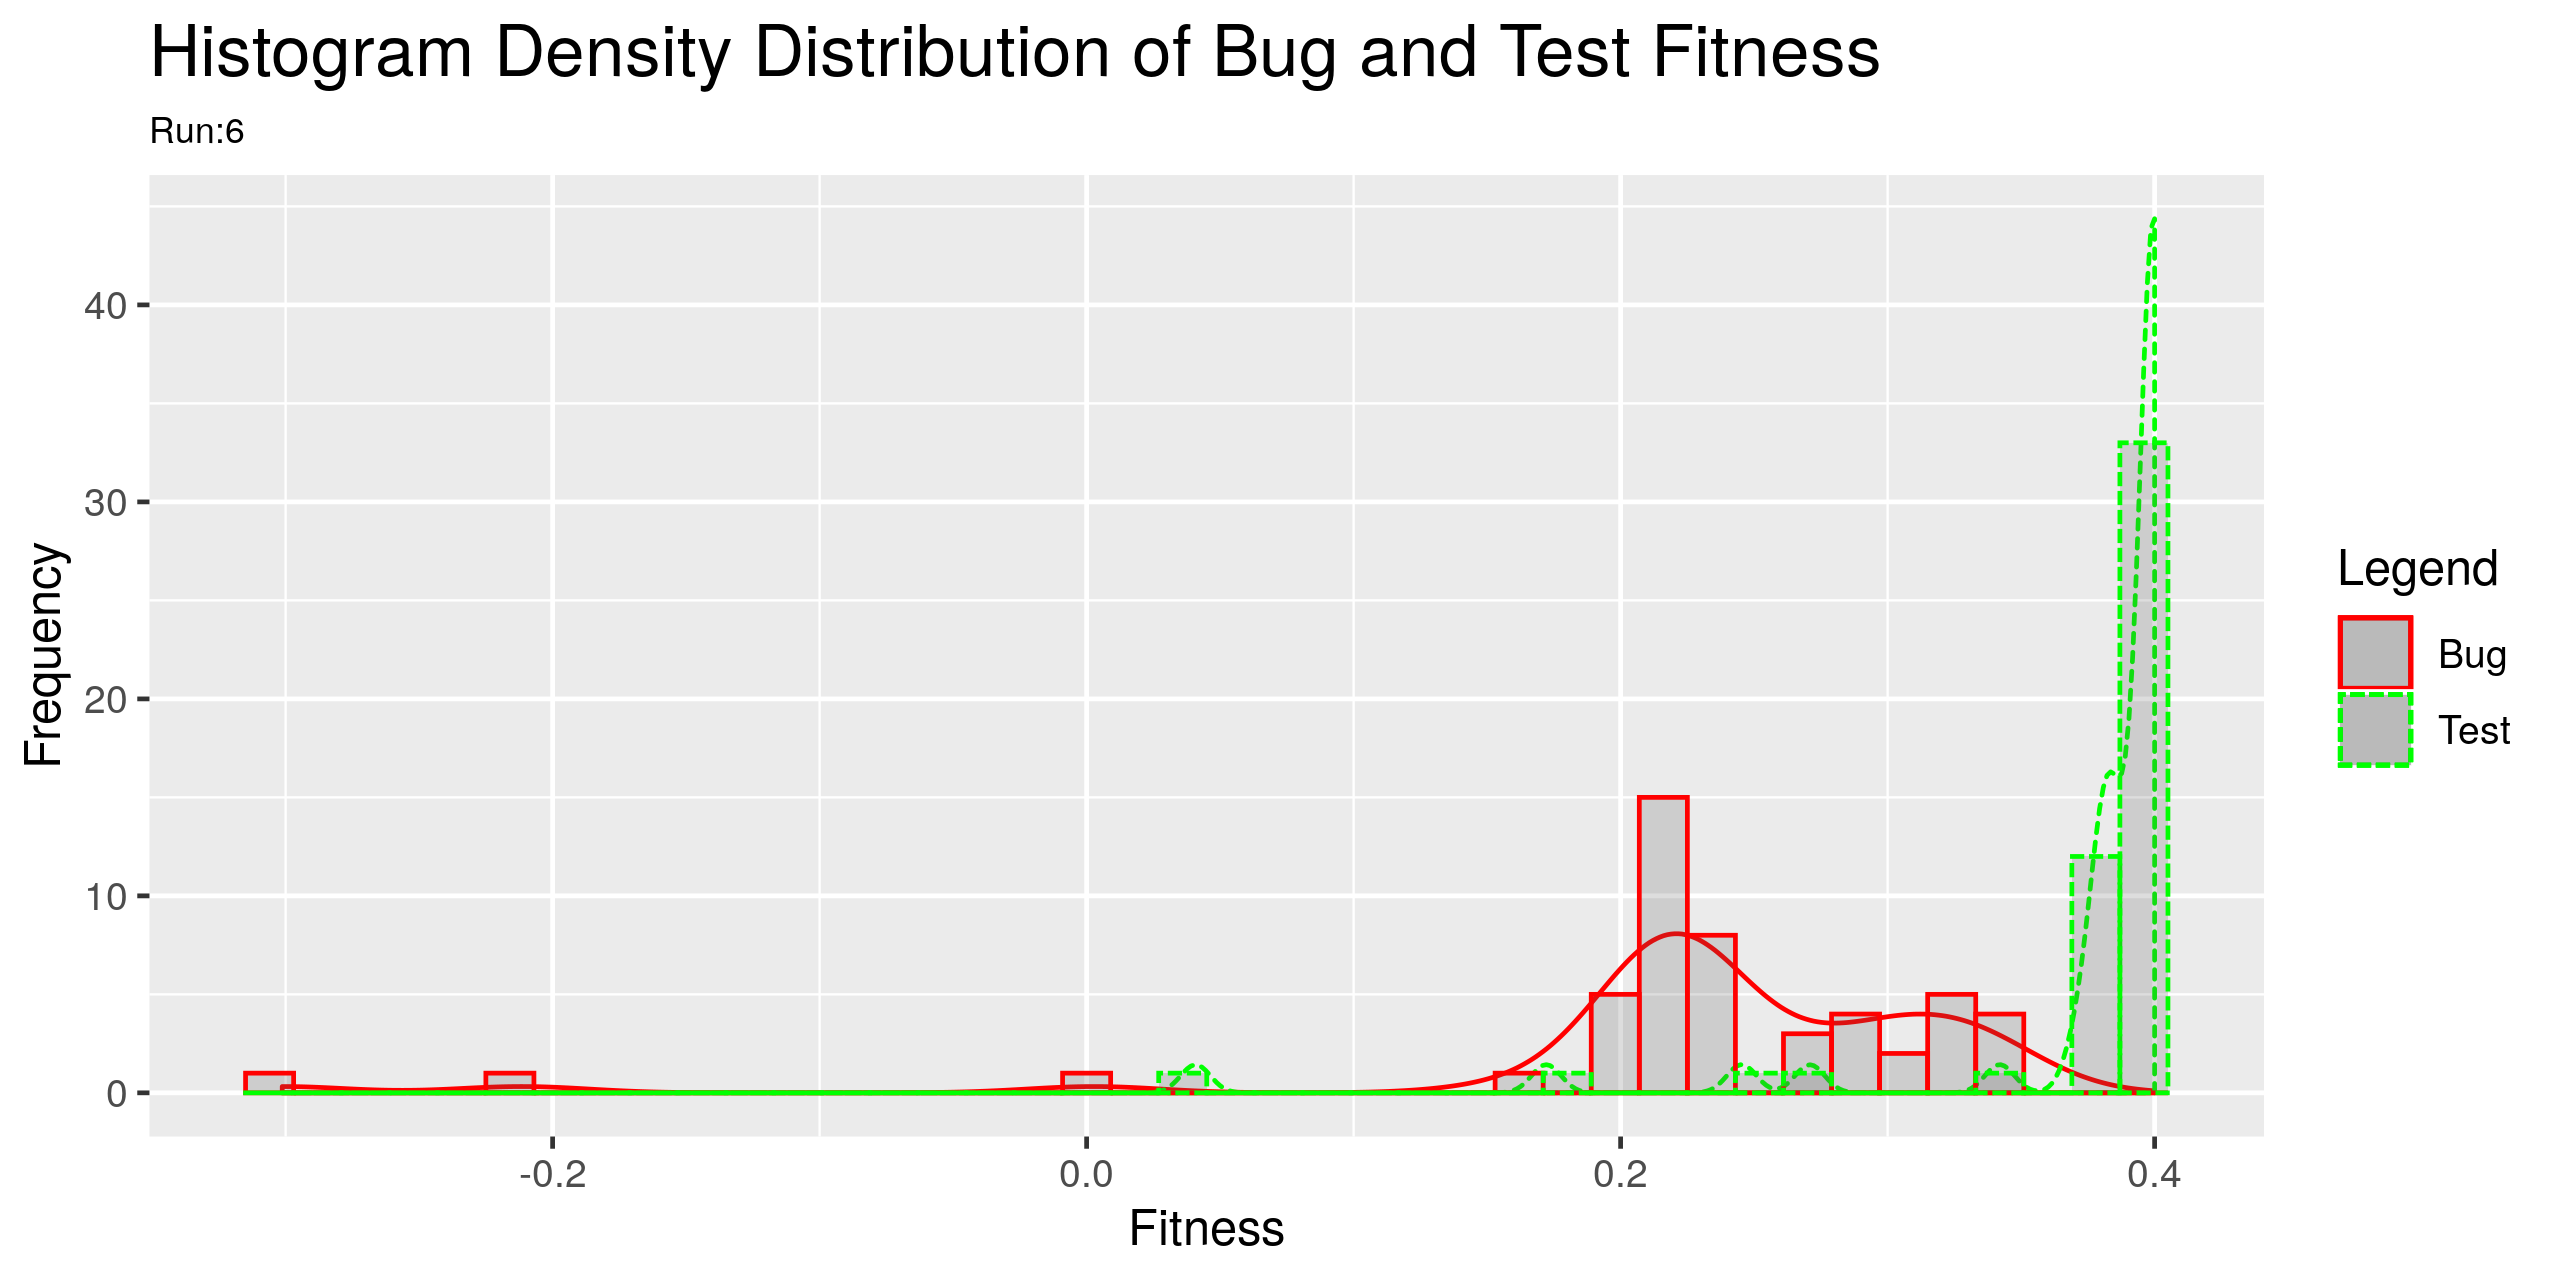 Histogram Density Distribution of Bug and Test Fitness
Run:6
Frequency
40
30
20
10
0
-0.2
0.0
0.2
0.4
Fitness
Legend
Bug
Test